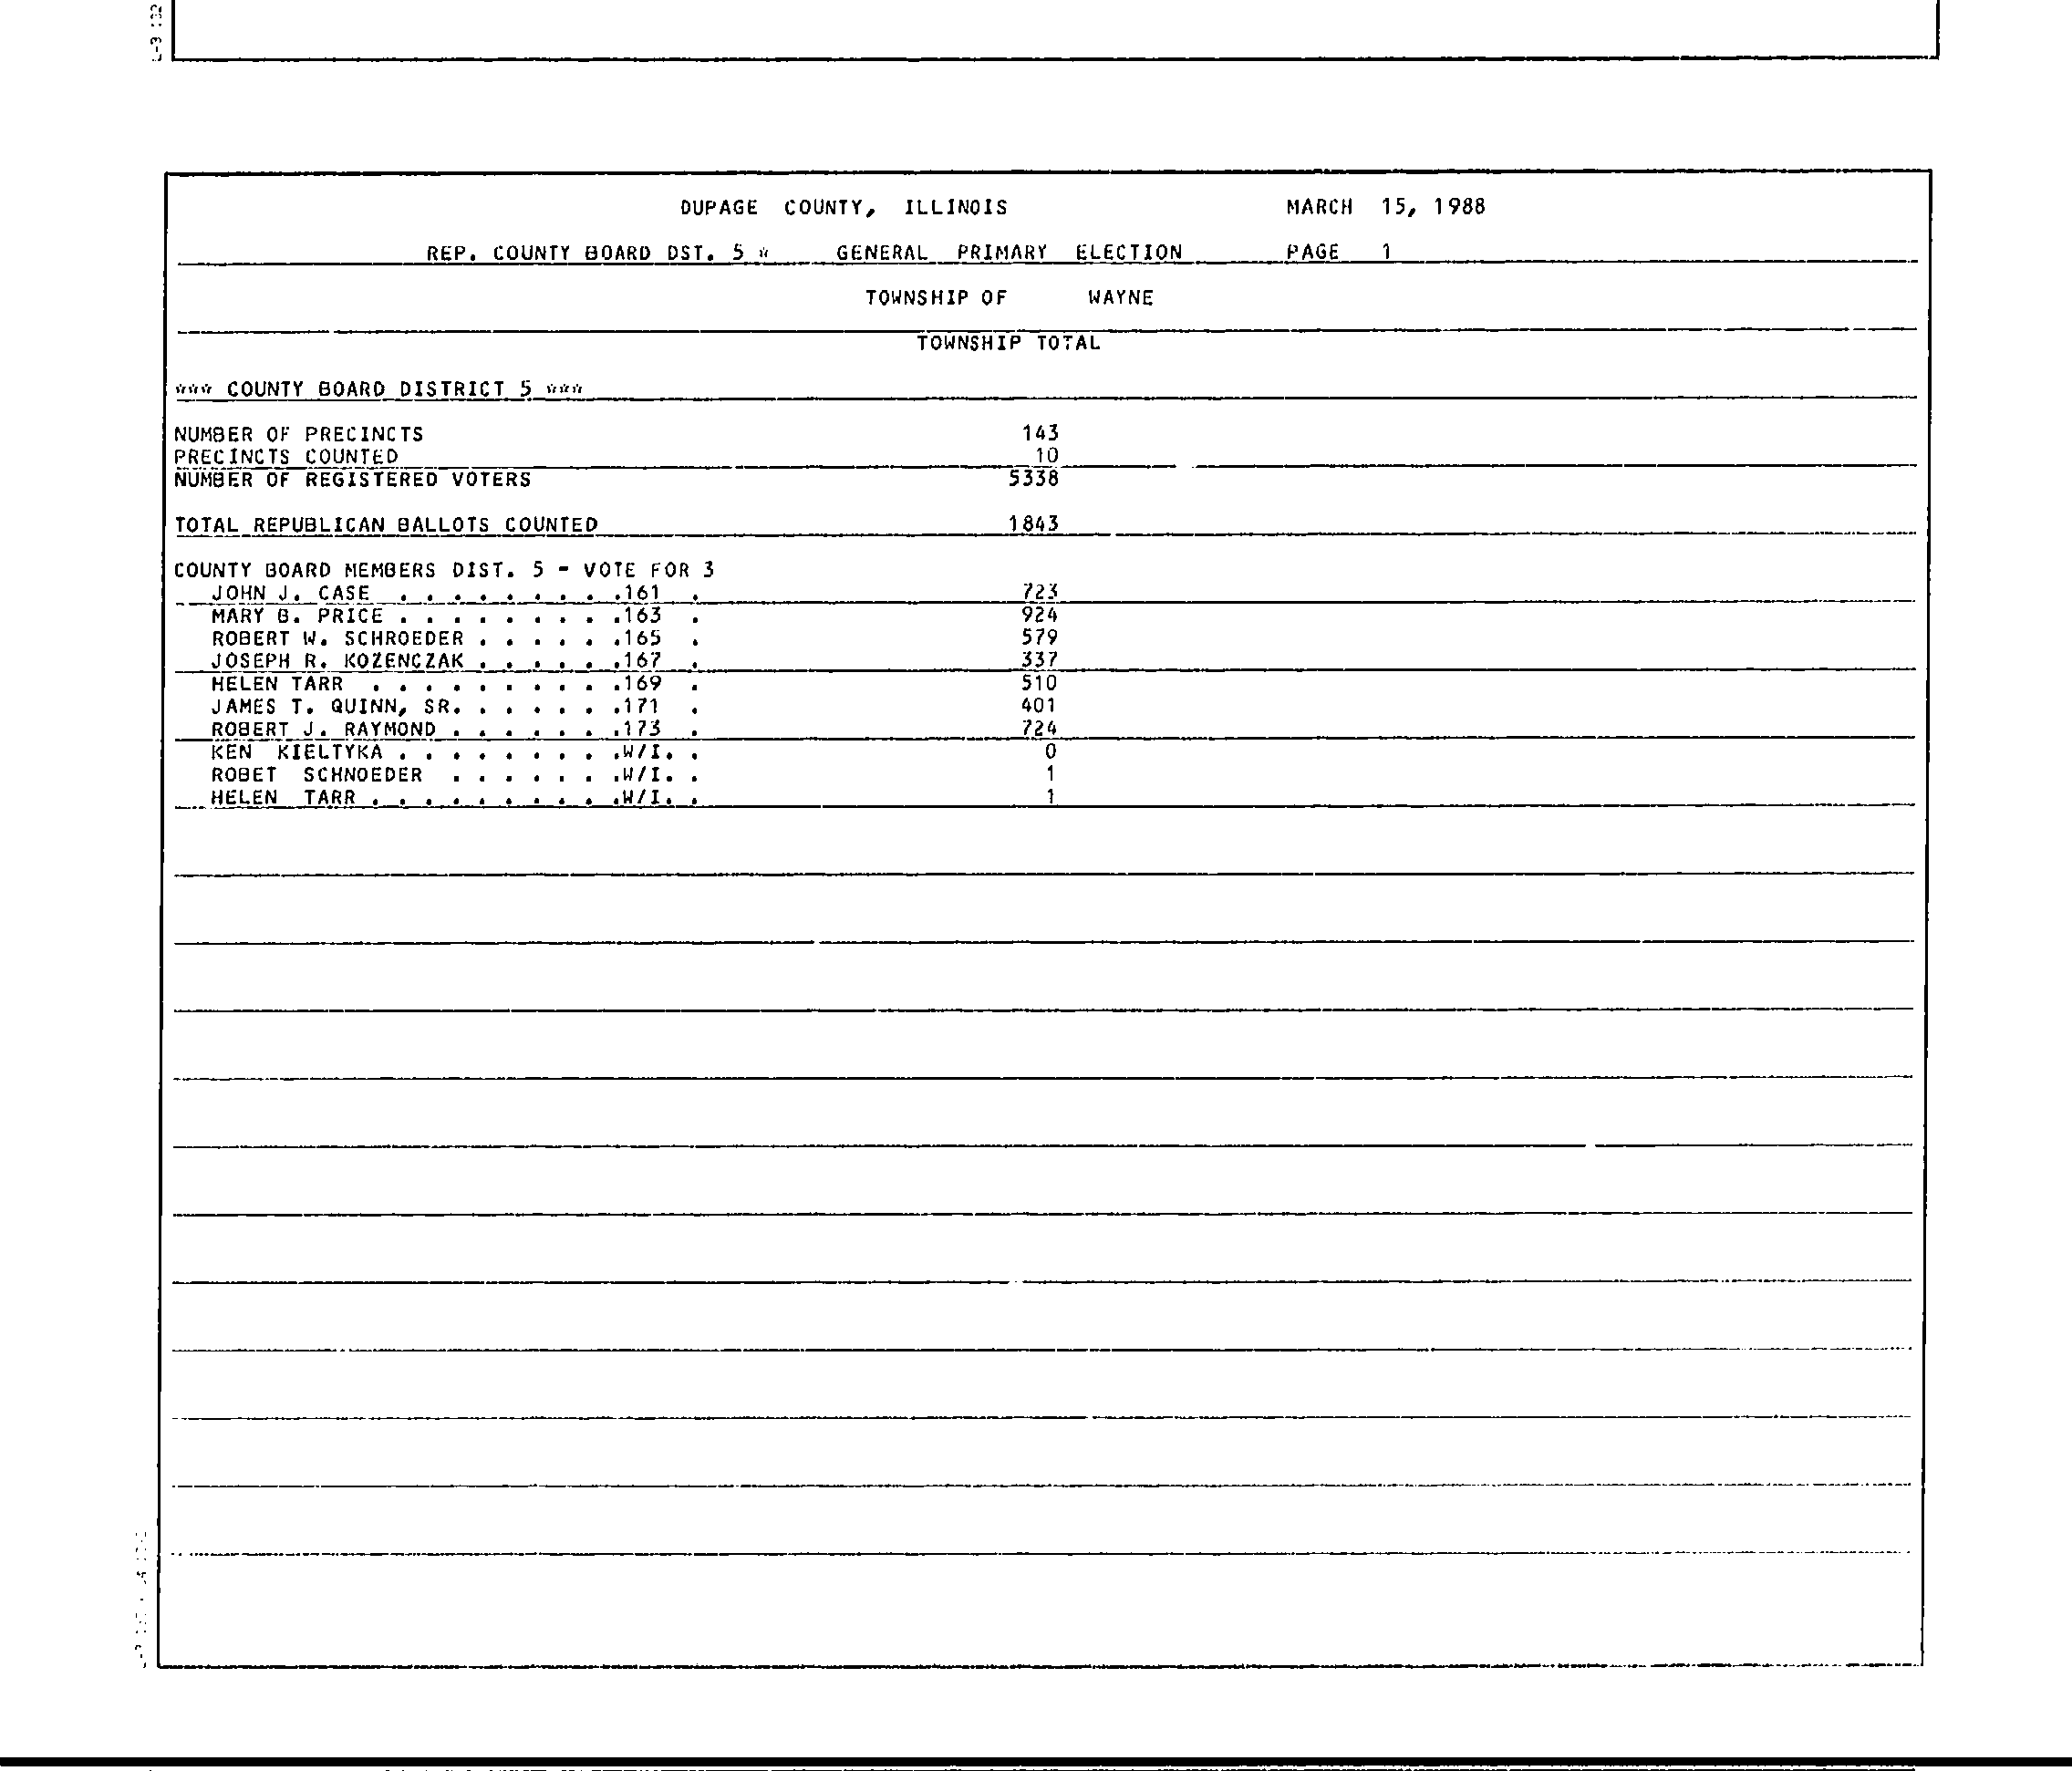 DUPAGE COUNTY, ILLINOIS MARCH 15, 1988
REP. COUNTY BOARD DST. 5 * GENERAL PRIMARY ELECTION PAGE 1
TOWNSHIP OF WAYNE
TOWNSHIP TOTAL
*** COUNTY BOARD DISTRICT 5 ***
NUMBER OF PRECINCTS 143
PRECINCTS COUNTED 10
NUMBER OF REGISTERED VOTERS 5338
TOTAL REPUBLICAN BALLOTS COUNTED 1843
COUNTY BOARD MEMBERS DIST. 5 - VOTE FOR 3
JOHN J. CASE . . . . . . . . .161 . 723
MARY B. PRICE . . . . . . . . .163 . 924
ROBERT W. SCHROEDER . . . . . .165 . 579
JOSEPH R. KOZENCZAK . . . . . .167 . 337
HELEN TARR . . . . . . . . . .169 . 510
JAMES T. QUINN, SR. . . . . . .171 . 401
ROBERT J. RAYMOND . . . . . . .173 . 724
KEN KIELTYKA . . . . . . . . .W/I. . 0
ROBET SCHNOEDER . . . . . . .W/I. . 1
HELEN TARR . . . . . . . . . .W/I. . 1